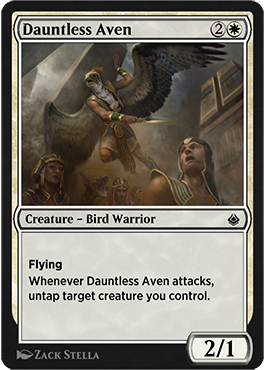 Dauntless Aven 2
Creature – Bird Warrior
Flying
Whenever Dauntless Aven attacks,
untap target creature you control.
2/1
Zack Stella